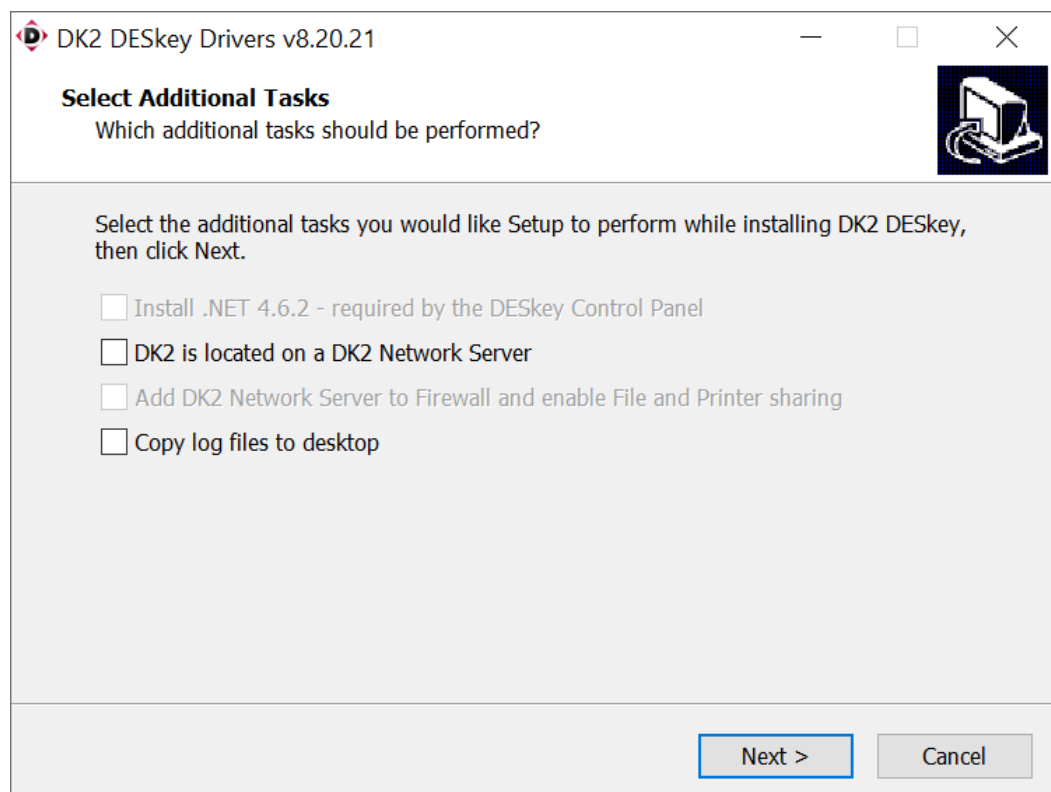 DK2 DESkey Drivers v8.20.21
Select Additional Tasks
Which additional tasks should be performed?
Select the additional tasks you would like Setup to perform while installing DK2 DESkey,
then click Next.
Install .NET 4.6.2 - required by the DESkey Control Panel
DK2 is located on a DK2 Network Server
Add DK2 Network Server to Firewall and enable File and Printer sharing
Copy log files to desktop
Next >
Cancel